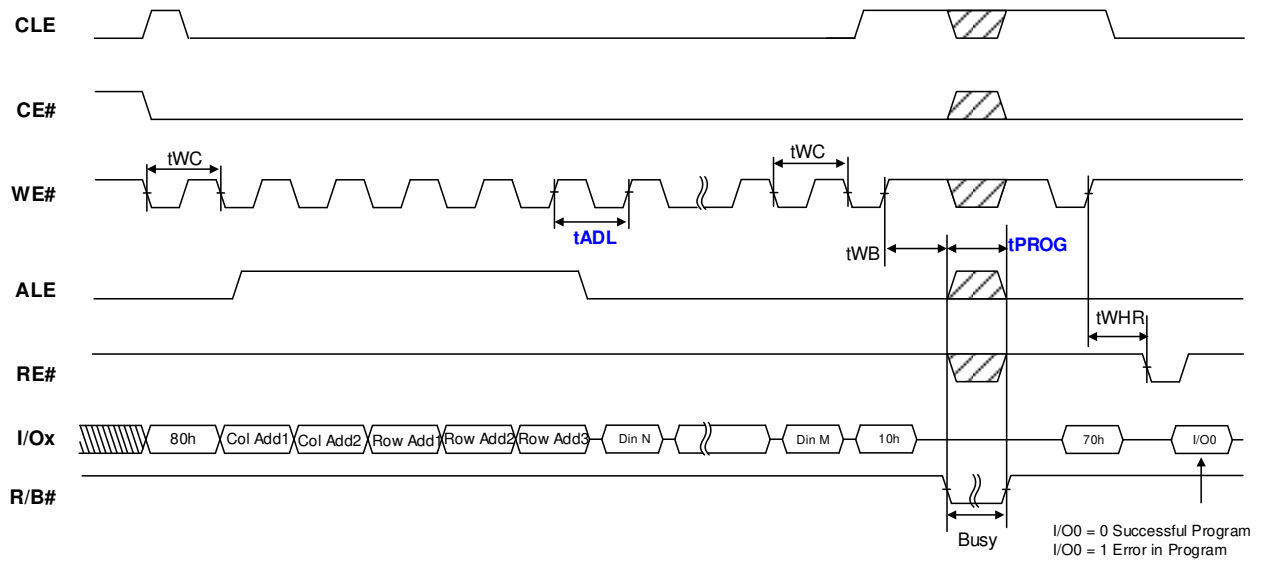 CLE
CE#
tWC
tWC
WE#
tADL
tWB
tPROG
ALE
tWHR
RE#
I/Ox
80h
Col Add1
Col Add2
Row Add1
Row Add2
Row Add3
Din N
Din M
10h
70h
I/O0
R/B#
Busy
I/O0 = 0 Successful Program
I/O0 = 1 Error in Program